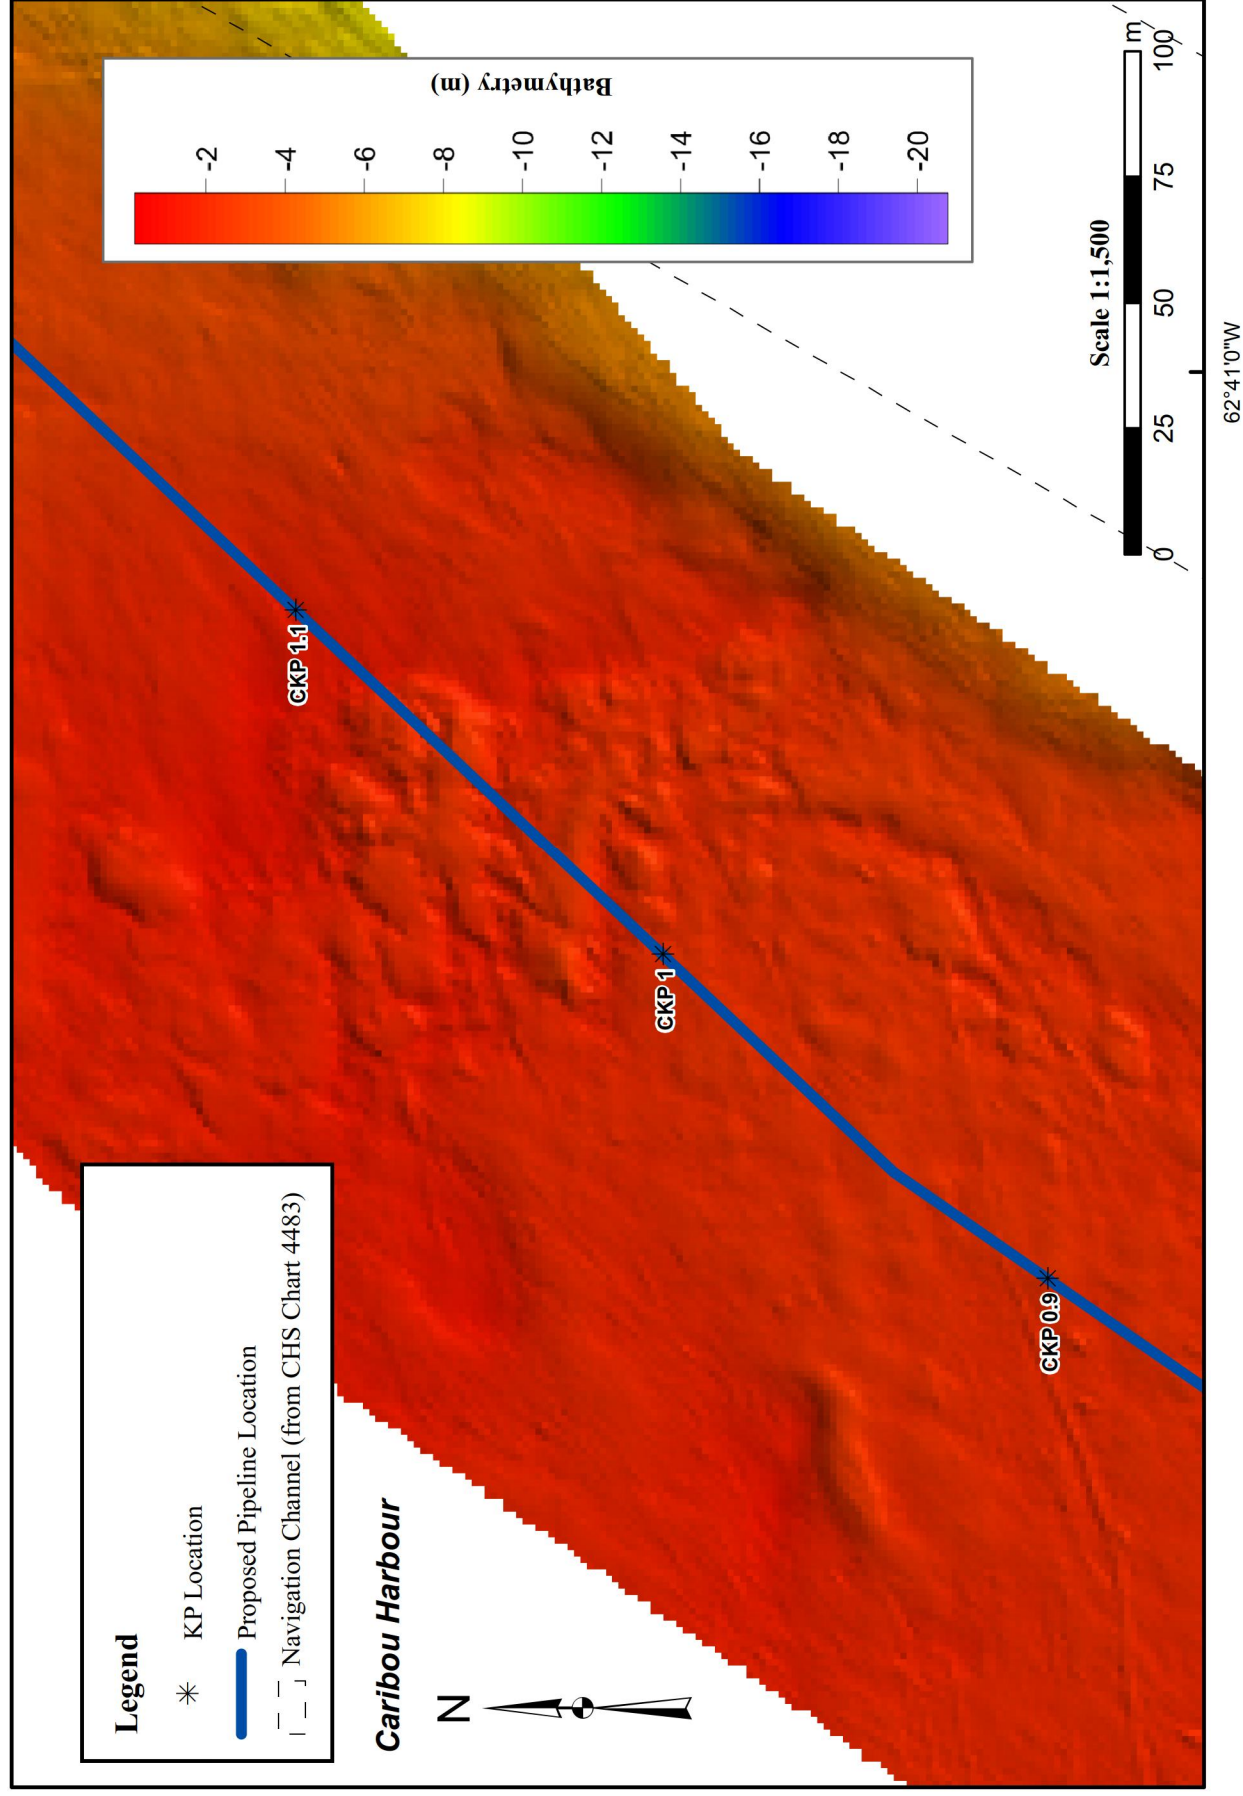 Legend
KP Location
Proposed Pipeline Location
Navigation Channel (from CHS Chart 4483)
Caribou Harbour
N
CKP 0.9
CKP 1
CKP 1.1
Bathymetry (m)
-2
-4
-6
-8
-10
-12
-14
-16
-18
-20
Scale 1:1,500
0 25 50 75 100 m
62°41'0"W